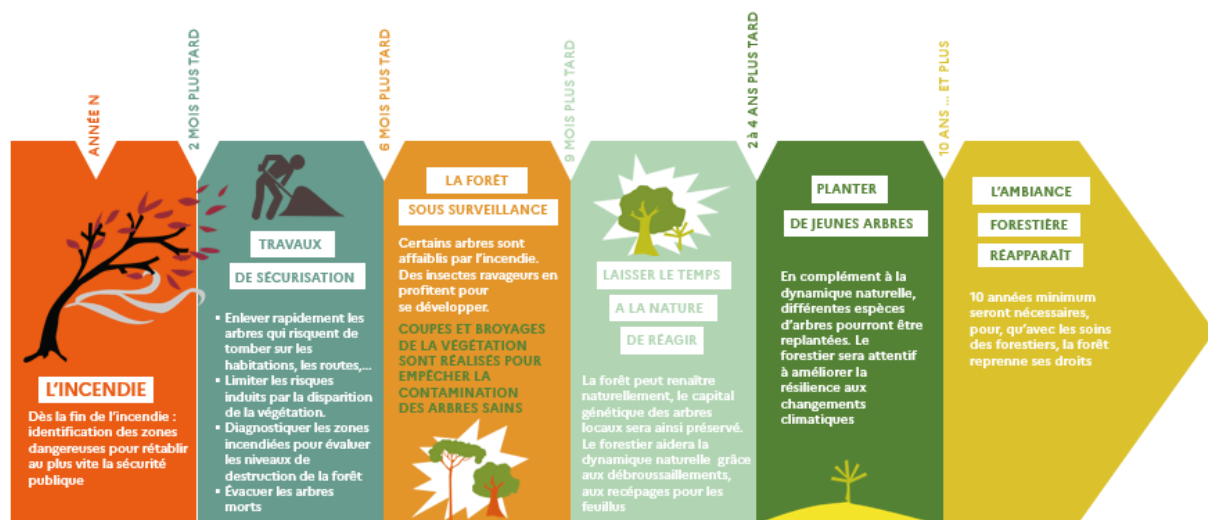 ANNÉE N
L'INCENDIE
Dès la fin de l'incendie :
identification des zones
dangereuses pour rétablir
au plus vite la sécurité
publique
2 MOIS PLUS TARD
TRAVAUX
DE SÉCURISATION
▪ Enlever rapidement les
arbres qui risquent de
tomber sur les
habitations, les routes,...
▪ Limiter les risques
induits par la disparition
de la végétation.
▪ Diagnostiquer les zones
incendiées pour évaluer
les niveaux de
destruction de la forêt
▪ Évacuer les arbres
morts
6 MOIS PLUS TARD
LA FORÊT
SOUS SURVEILLANCE
Certains arbres sont
affaiblis par l'incendie.
Des insectes ravageurs en
profitent pour
se développer.
COUPES ET BROYAGES
DE LA VÉGÉTATION
SONT RÉALISÉS POUR
EMPÊCHER LA
CONTAMINATION
DES ARBRES SAINS
9 MOIS PLUS TARD
LAISSER LE TEMPS
A LA NATURE
DE RÉAGIR
La forêt peut renaître
naturellement, le capital
génétique des arbres
locaux sera ainsi préservé.
Le forestier aidera la
dynamique naturelle grâce
aux débroussaillements,
aux recépages pour les
feuillus
2 à 4 ANS PLUS TARD
PLANTER
DE JEUNES ARBRES
En complément à la
dynamique naturelle,
différentes espèces
d'arbres pourront être
replantées. Le
forestier sera attentif
à améliorer la
résilience aux
changements
climatiques
10 ANS ... ET PLUS
L'AMBIANCE
FORESTIÈRE
RÉAPPARAÎT
10 années minimum
seront nécessaires,
pour, qu'avec les soins
des forestiers, la forêt
reprenne ses droits